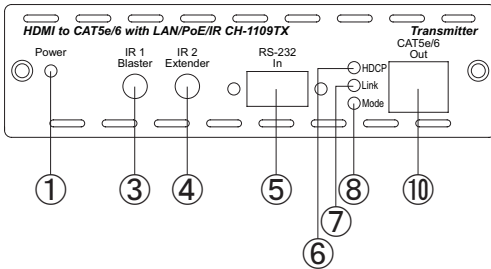 HDMI to CAT5e/6 with LAN/PoE/IR CH-1109TX Transmitter
Power
IR 1
Blaster
IR 2
Extender
RS-232
In
HDCP
Link
Mode
CAT5e/6
Out
①
③
④
⑤
⑥
⑦
⑧
⑩